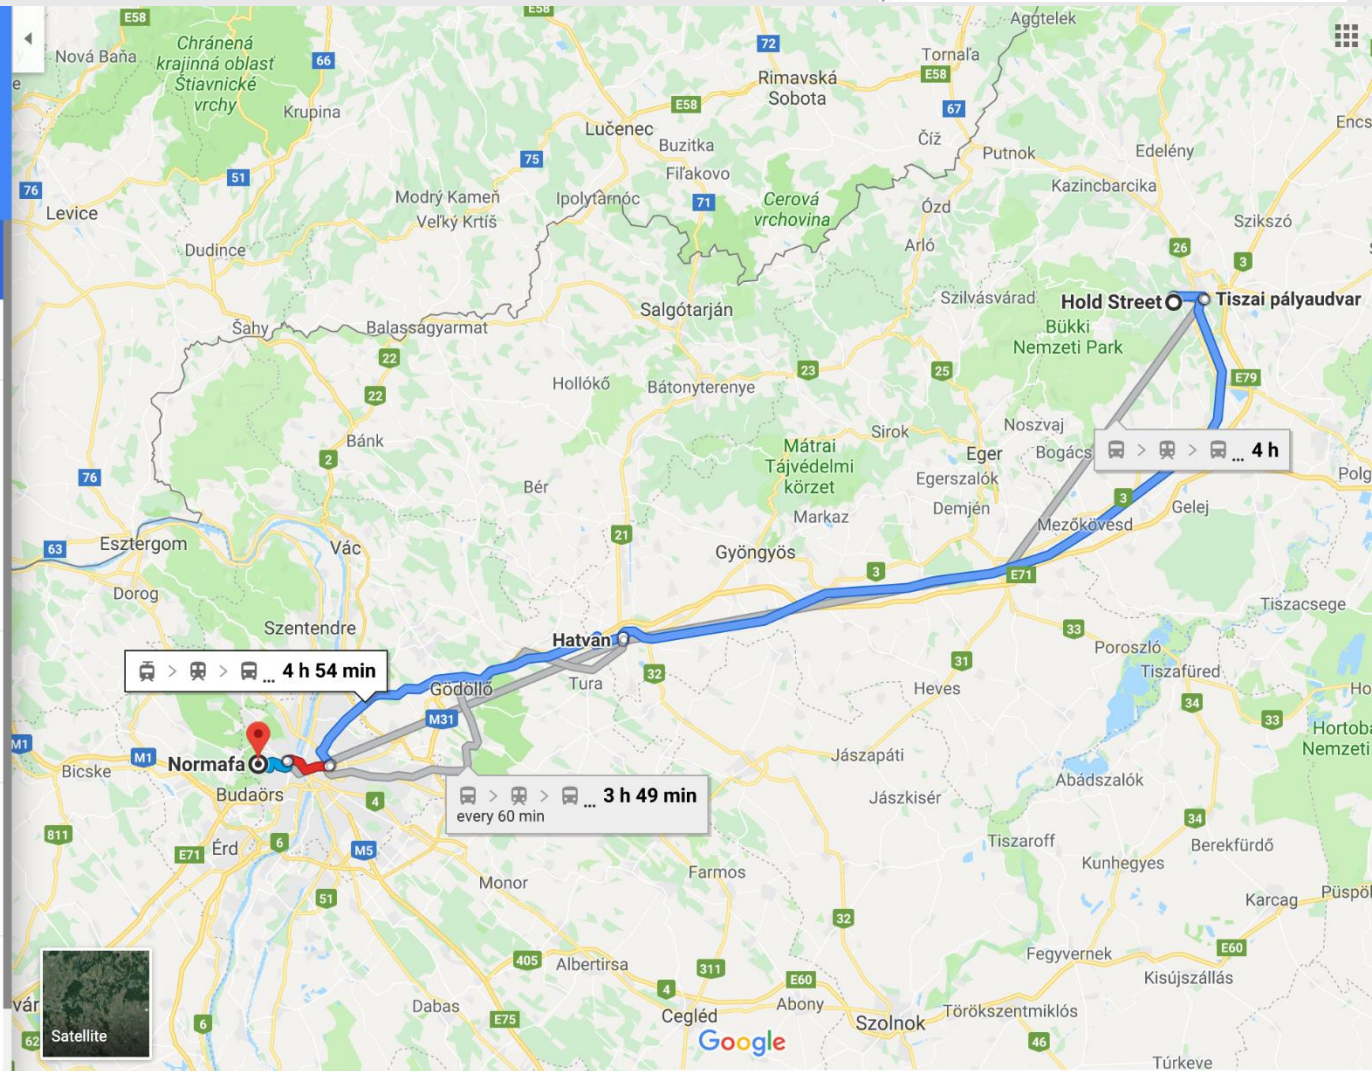 E58
E58
Aggtelek
Nová Baňa
Chránená
krajinná oblasť
Štiavnické
vrchy
66
72
Tornaľa
E58
Rimavská
Sobota
Krupina
E58
67
Lučenec
Encs
75
Buzitka
Číž
Putnok
Edelény
51
Fiľakovo
76
Modrý Kameň
Ipolytarnóc
71
Cerová
vrchovina
Kazincbarcika
Levice
Veľký Krtíš
Ózd
Szikszó
Dudince
Arló
26
3
Szilvásvárad
Hold Street
Tiszai pályaudvar
Salgótarján
Bükki
Nemzeti Park
Šahy
Balassagyarmat
22
23
25
E79
Hollókő
Bátonyterenye
22
Noszvaj
Bánk
Sirok
2
Mátrai
Tájvédelmi
körzet
Eger
Bogács
... 4 h
76
Egerszalók
Polg
Bér
3
Markaz
Demjén
Gelej
21
Mezőkövesd
Esztergom
63
Vác
Gyöngyös
3
E71
Dorog
Tiszacsege
Szentendre
Hatvan
33
Poroszló
... 4 h 54 min
32
31
Tiszafüred
Gödöllő
Tura
Heves
Ho
34
M31
33
Hortobá
Nemzeti
M1
M1
Normafa
Jászapáti
Bicske
Abádszalók
Budaörs
4
... 3 h 49 min
every 60 min
Jászkisér
34
811
6
Tiszaroff
Berekfürdő
E71
Érd
M5
Kunhegyes
Monor
Farmos
51
Karcag
Püspöl
32
405
Albertirsa
311
Fegyvernek
E60
E60
Kisújszállás
4
Dabas
Abony
vár
E75
Cegléd
Szolnok
Törökszentmiklós
6
62
Satellite
Google
46
Túrkeve